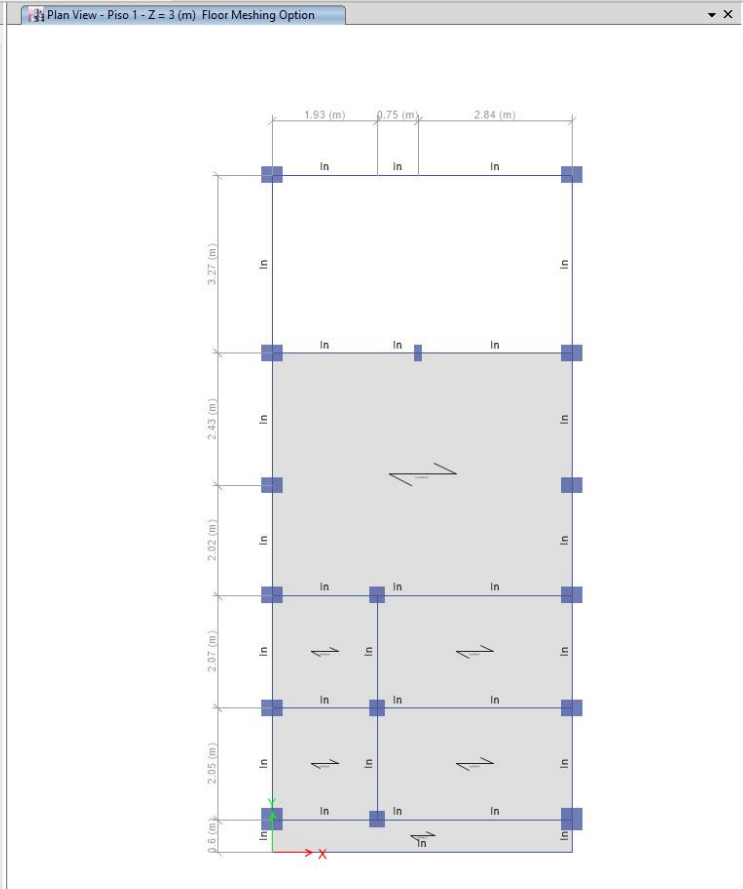 Plan View - Piso 1 - Z = 3 (m) Floor Meshing Option
1.93 (m) 0.75 (m) 2.84 (m)
In In In
3.27 (m) In In
In In In
2.43 (m) In In
2.02 (m) In In
In In In
2.07 (m) In In In
In In In
2.05 (m) In In In
Y
In In In
0.6 (m) In In In
X